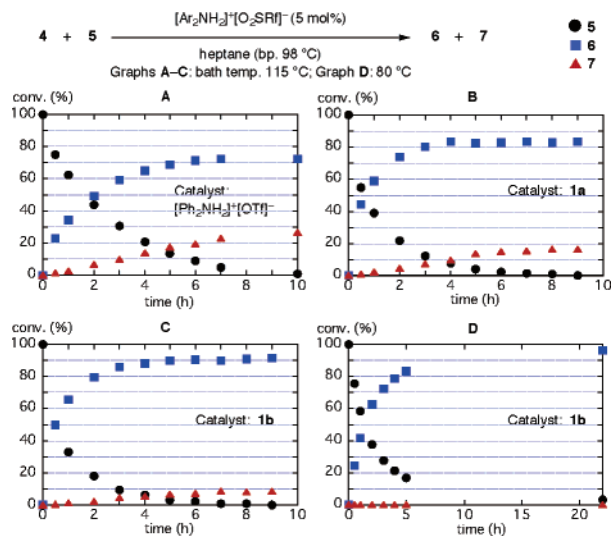 [Ar2NH2]+[O2SRf]– (5 mol%)
4 + 5
6 + 7
heptane (bp. 98 °C)
Graphs A–C: bath temp. 115 °C; Graph D: 80 °C
5
6
7
conv. (%)
A
100
80
60
40
20
0
Catalyst:
[Ph2NH2]+[OTf]–
0 2 4 6 8 10
time (h)
conv. (%)
B
100
80
60
40
20
0
Catalyst: 1a
0 2 4 6 8 10
time (h)
conv. (%)
C
100
80
60
40
20
0
Catalyst: 1b
0 2 4 6 8 10
time (h)
conv. (%)
D
100
80
60
40
20
0
Catalyst: 1b
0 5 10 15 20
time (h)